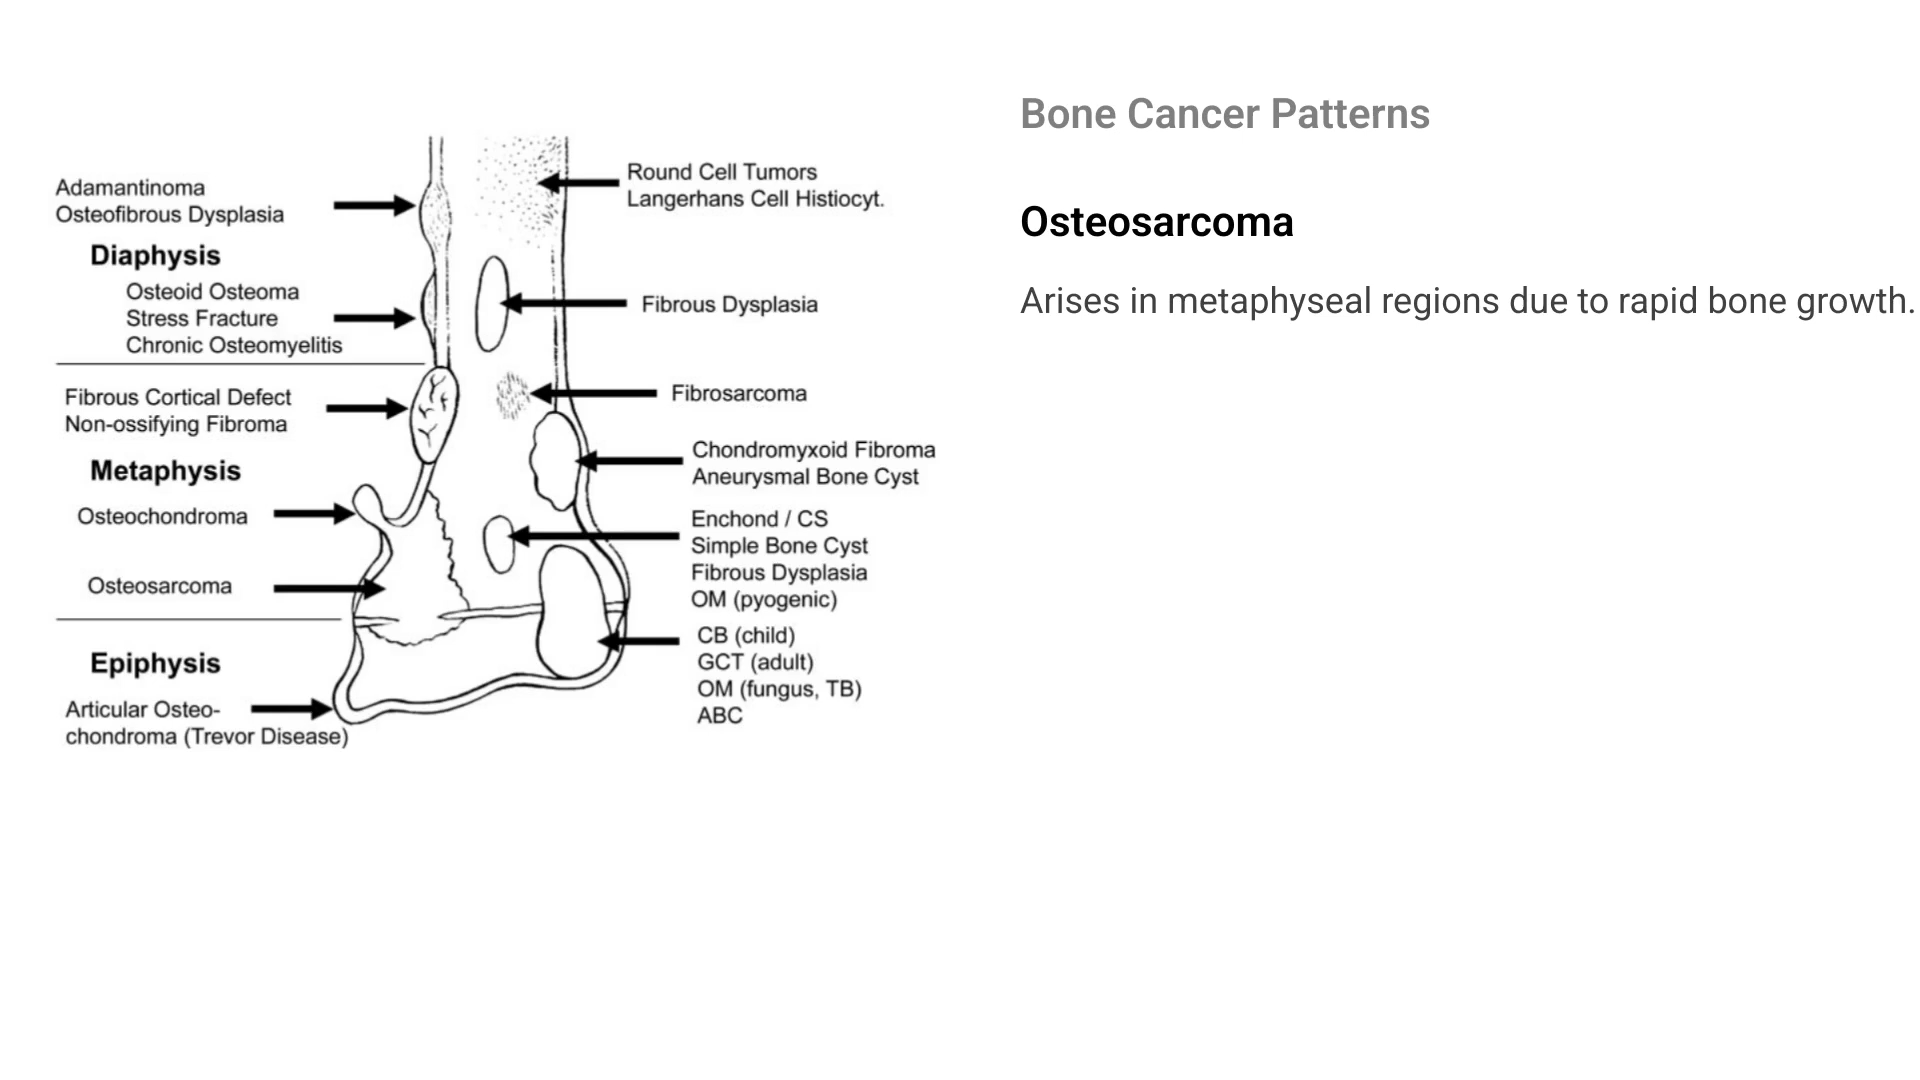 Adamantinoma
Osteofibrous Dysplasia
Diaphysis
Osteoid Osteoma
Stress Fracture
Chronic Osteomyelitis
Fibrous Cortical Defect
Non-ossifying Fibroma
Metaphysis
Osteochondroma
Osteosarcoma
Epiphysis
Articular Osteo-
chondroma (Trevor Disease)
Round Cell Tumors
Langerhans Cell Histiocyt.
Fibrous Dysplasia
Fibrosarcoma
Chondromyxoid Fibroma
Aneurysmal Bone Cyst
Enchond / CS
Simple Bone Cyst
Fibrous Dysplasia
OM (pyogenic)
CB (child)
GCT (adult)
OM (fungus, TB)
ABC
Bone Cancer Patterns
Osteosarcoma
Arises in metaphyseal regions due to rapid bone growth.